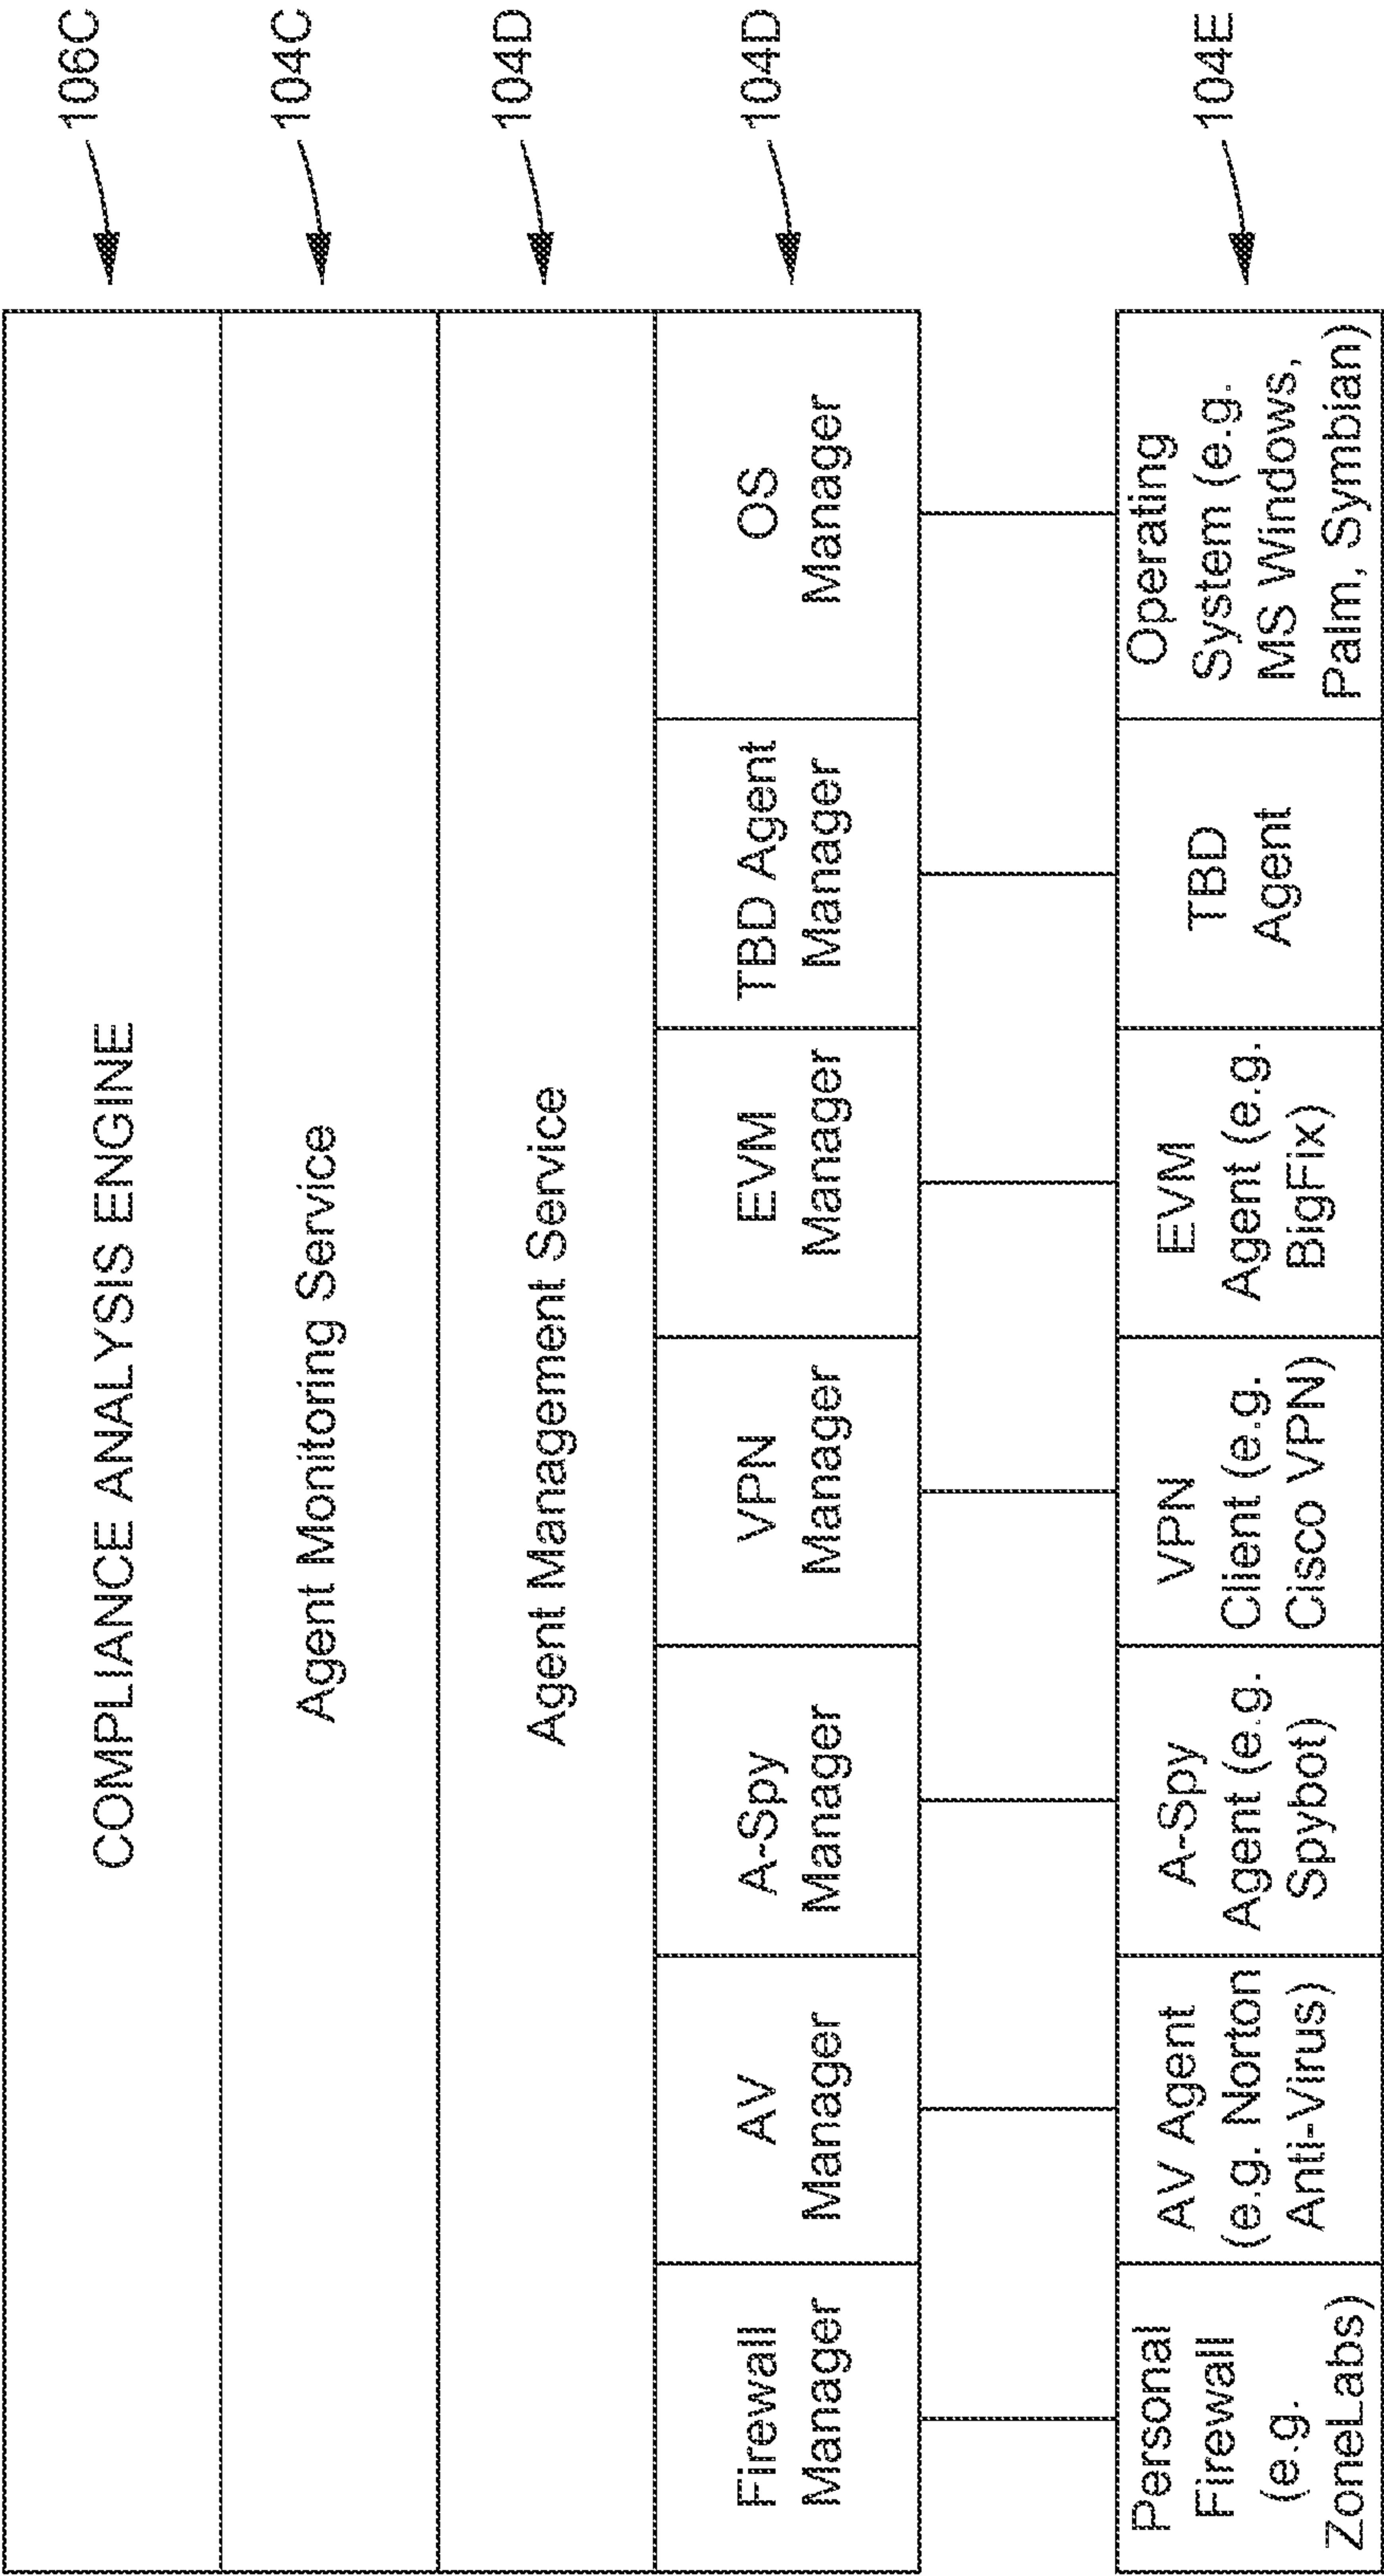 COMPLIANCE ANALYSIS ENGINE
106C
Agent Monitoring Service
104C
Agent Management Service
104D
Firewall
Manager
AV
Manager
A-Spy
Manager
VPN
Manager
EVM
Manager
TBD Agent
Manager
OS
Manager
104D
Personal
Firewall
(e.g.
ZoneLabs)
AV Agent
(e.g. Norton
Anti-Virus)
A-Spy
Agent (e.g.
Spybot)
VPN
Client (e.g.
Cisco VPN)
EVM
Agent (e.g.
BigFix)
TBD
Agent
Operating
System (e.g.
MS Windows,
Palm, Symbian)
104E